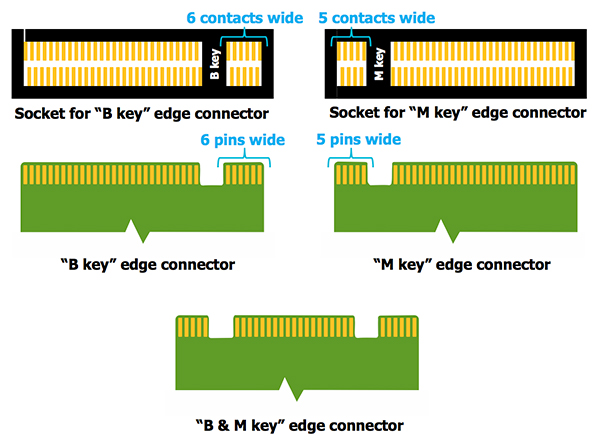 6 contacts wide
5 contacts wide
B key
M key
Socket for “B key” edge connector
Socket for “M key” edge connector
6 pins wide
5 pins wide
“B key” edge connector
“M key” edge connector
“B & M key” edge connector